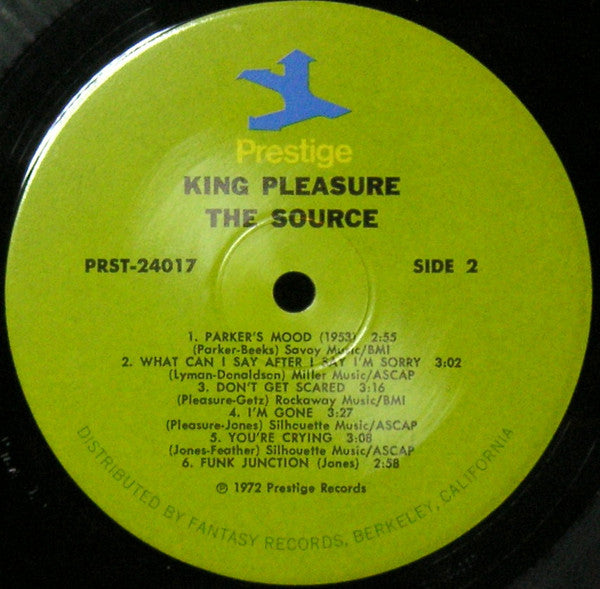 Prestige
KING PLEASURE
THE SOURCE
PRST-24017
SIDE 2
1. PARKER'S MOOD (1953) 2:55
(Parker-Beeks) Savoy Music/BMI
2. WHAT CAN I SAY AFTER I SAY I'M SORRY 3:02
(Lyman-Donaldson) Miller Music/ASCAP
3. DON'T GET SCARED 3:16
(Pleasure-Getz) Rockaway Music/BMI
4. I'M GONE 3:27
(Pleasure-Jones) Silhouette Music/ASCAP
5. YOU'RE CRYING 3:08
(Jones-Feather) Silhouette Music/ASCAP
6. FUNK JUNCTION (Jones) 2:58
℗ 1972 Prestige Records
DISTRIBUTED BY FANTASY RECORDS, BERKELEY, CALIFORNIA